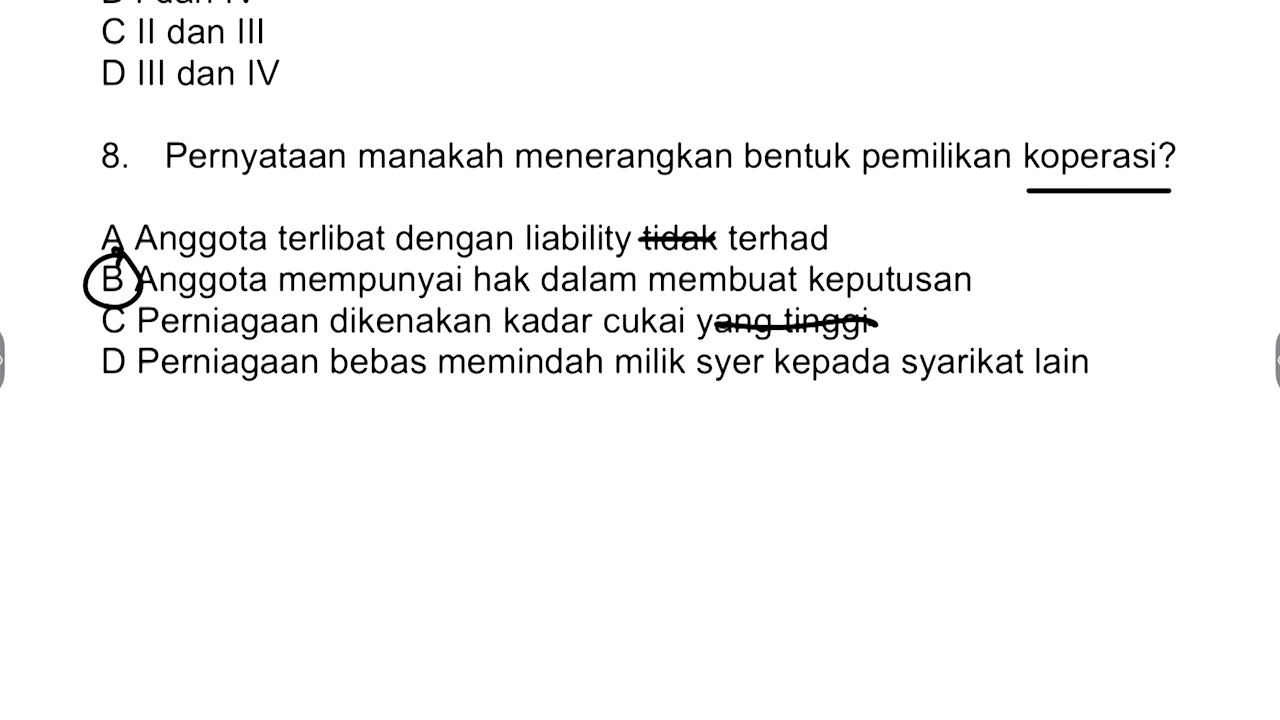 C II dan III
D III dan IV
8. Pernyataan manakah menerangkan bentuk pemilikan koperasi?
A Anggota terlibat dengan liability tidak terhad
B Anggota mempunyai hak dalam membuat keputusan
C Perniagaan dikenakan kadar cukai yang tinggi
D Perniagaan bebas memindah milik syer kepada syarikat lain